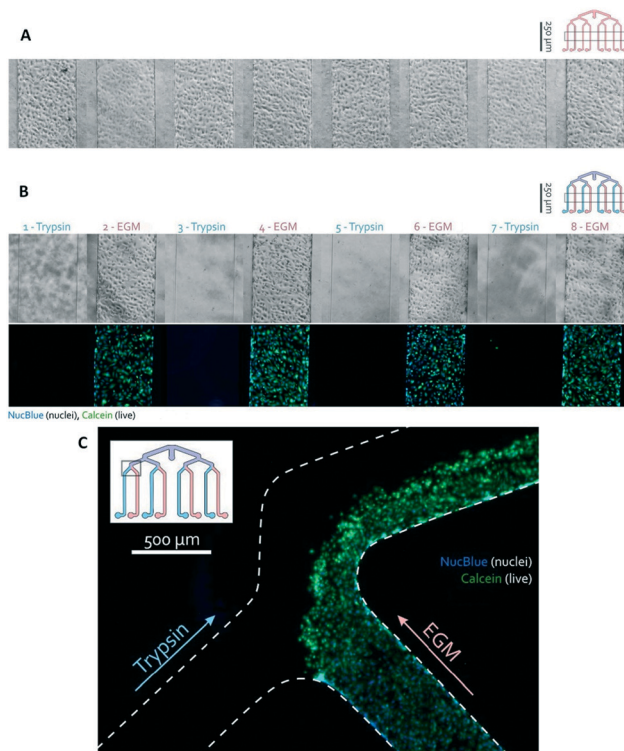 A
250 µm
B
250 µm
1 - Trypsin 2 - EGM 3 - Trypsin 4 - EGM 5 - Trypsin 6 - EGM 7 - Trypsin 8 - EGM
NucBlue (nuclei), Calcein (live)
C
500 µm
NucBlue (nuclei)
Calcein (live)
Trypsin
EGM